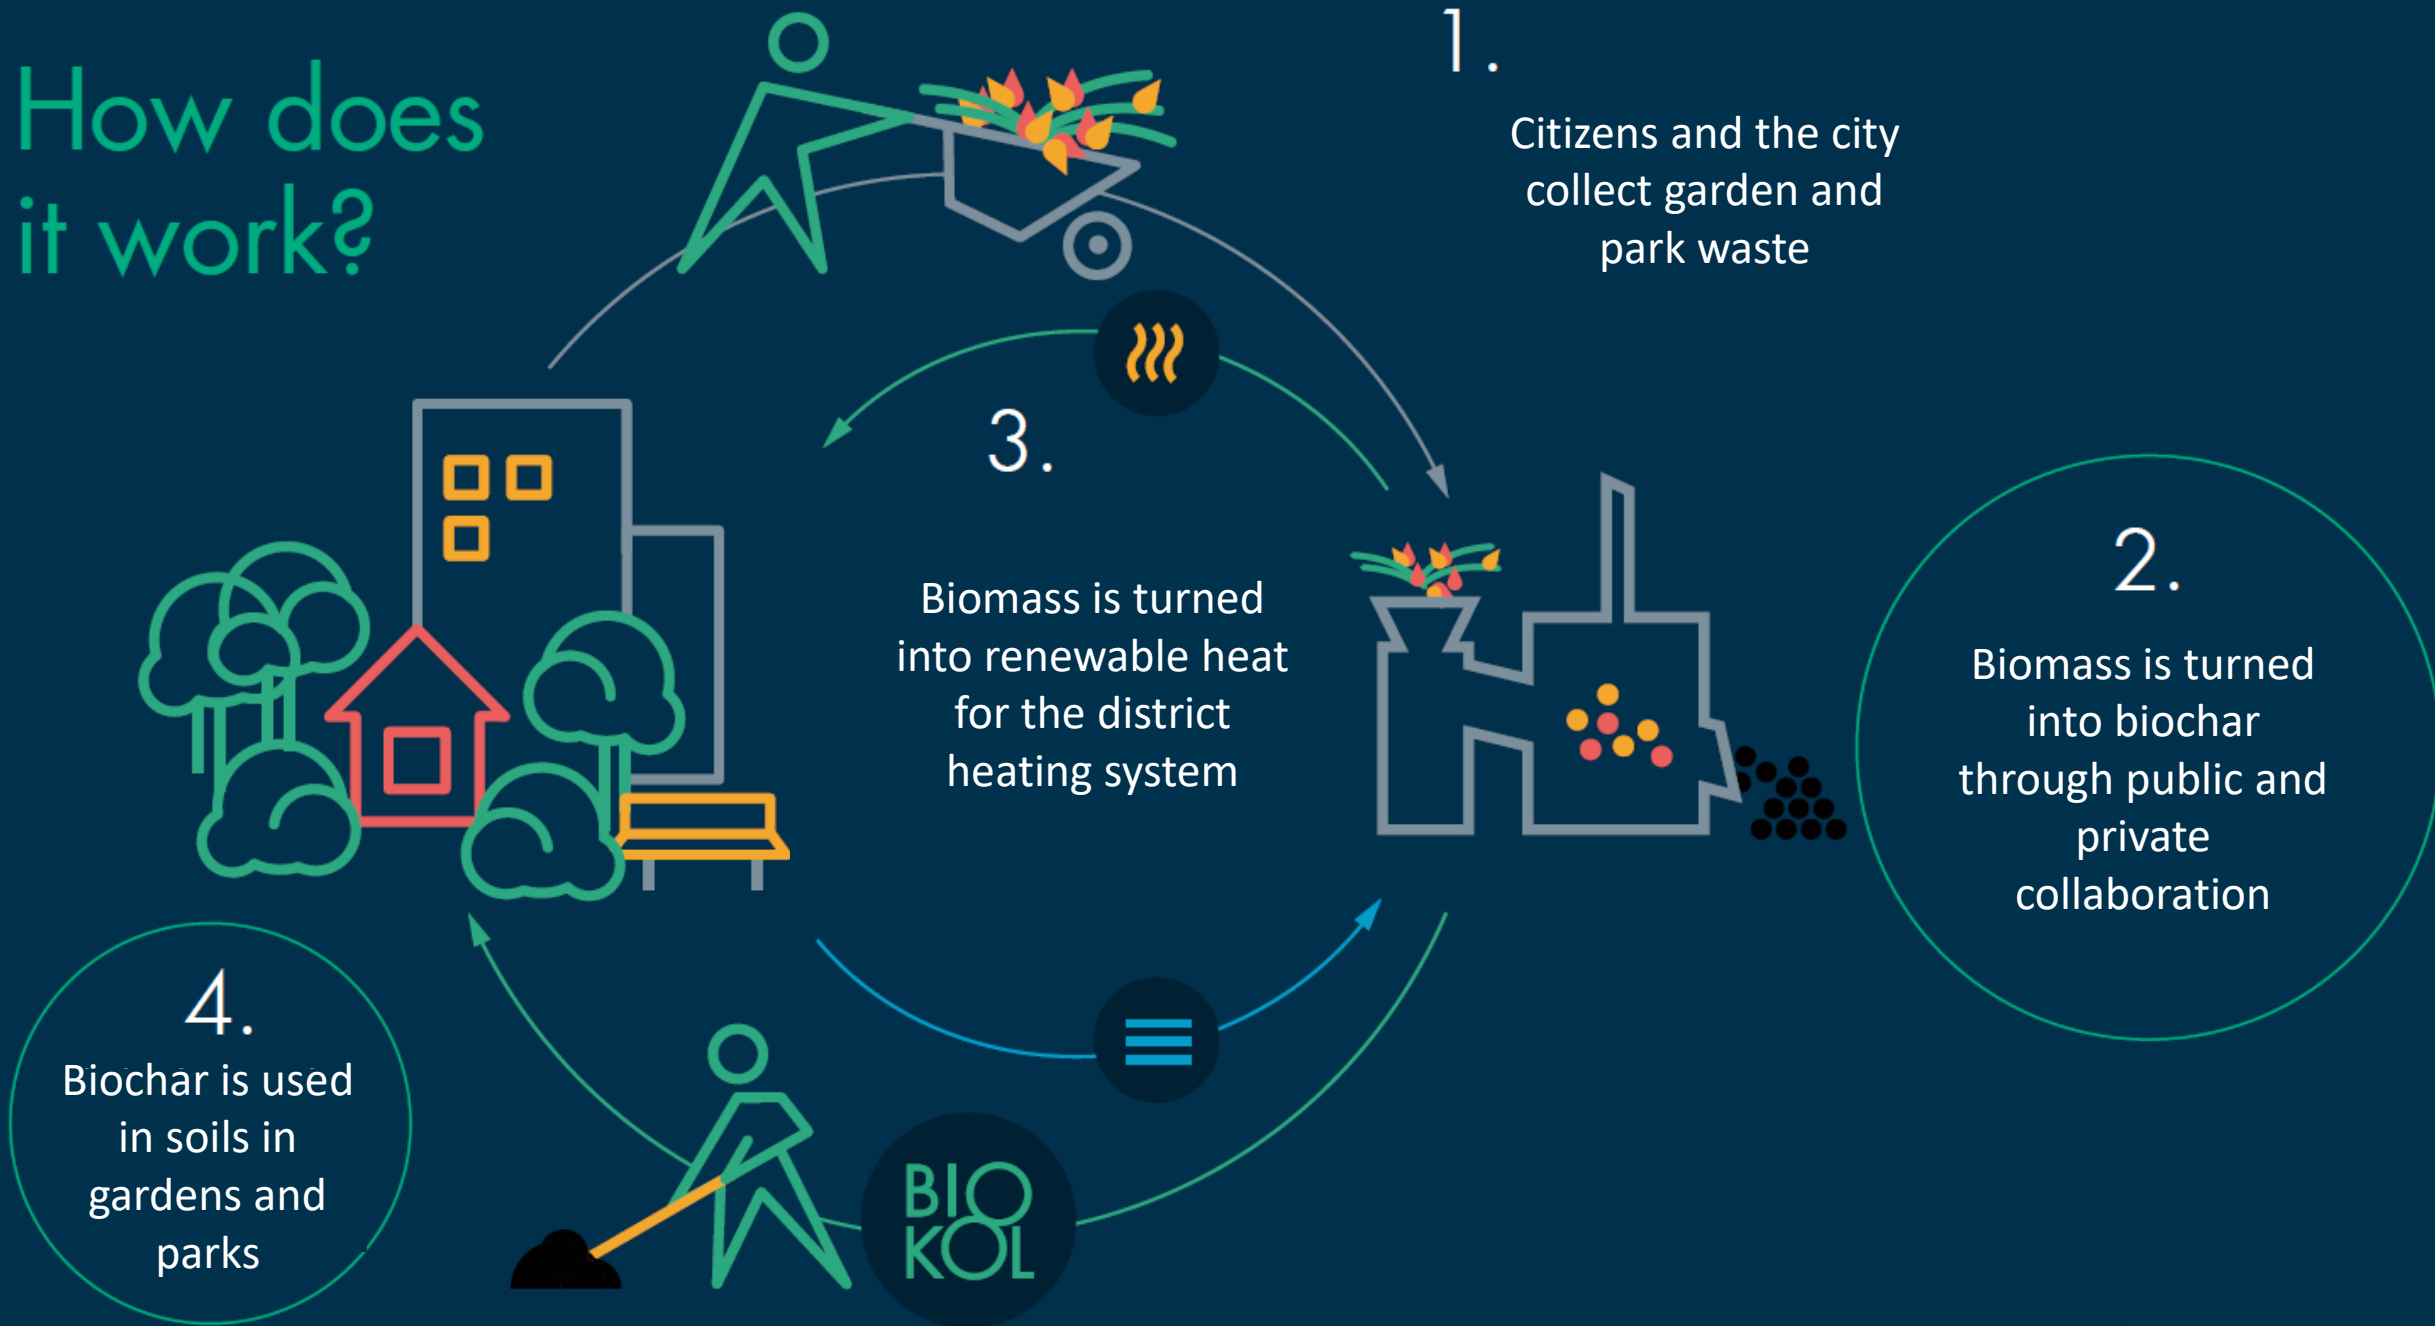 How does
it work?
1.
Citizens and the city
collect garden and
park waste
2.
Biomass is turned
into biochar
through public and
private
collaboration
3.
Biomass is turned
into renewable heat
for the district
heating system
4.
Biochar is used
in soils in
gardens and
parks
BIO
KOL